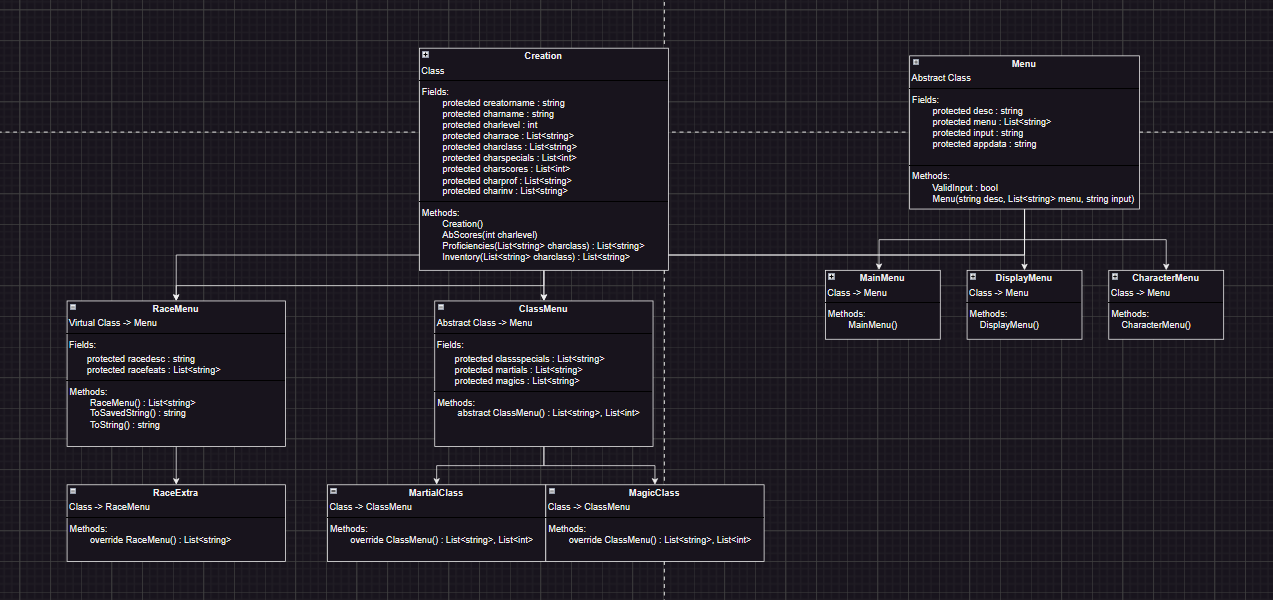 Creation
Class
Fields:
protected creatorname : string
protected charname : string
protected charlevel : int
protected charrace : List<string>
protected charclass : List<string>
protected charspecials : List<int>
protected charscores : List<int>
protected charprof : List<string>
protected charinv : List<string>
Methods:
Creation()
AbScores(int charlevel)
Proficiencies(List<string> charclass) : List<string>
Inventory(List<string> charclass) : List<string>
Menu
Abstract Class
Fields:
protected desc : string
protected menu : List<string>
protected input : string
protected appdata : string
Methods:
ValidInput : bool
Menu(string desc, List<string> menu, string input)
MainMenu
Class -> Menu
Methods:
MainMenu()
DisplayMenu
Class -> Menu
Methods:
DisplayMenu()
CharacterMenu
Class -> Menu
Methods:
CharacterMenu()
RaceMenu
Virtual Class -> Menu
Fields:
protected racedesc : string
protected racefeats : List<string>
Methods:
RaceMenu() : List<string>
ToSavedString() : string
ToString() : string
ClassMenu
Abstract Class -> Menu
Fields:
protected classspecials : List<string>
protected martials : List<string>
protected magics : List<string>
Methods:
abstract ClassMenu() : List<string>, List<int>
RaceExtra
Class -> RaceMenu
Methods:
override RaceMenu() : List<string>
MartialClass
Class -> ClassMenu
Methods:
override ClassMenu() : List<string>, List<int>
MagicClass
Class -> ClassMenu
Methods:
override ClassMenu() : List<string>, List<int>